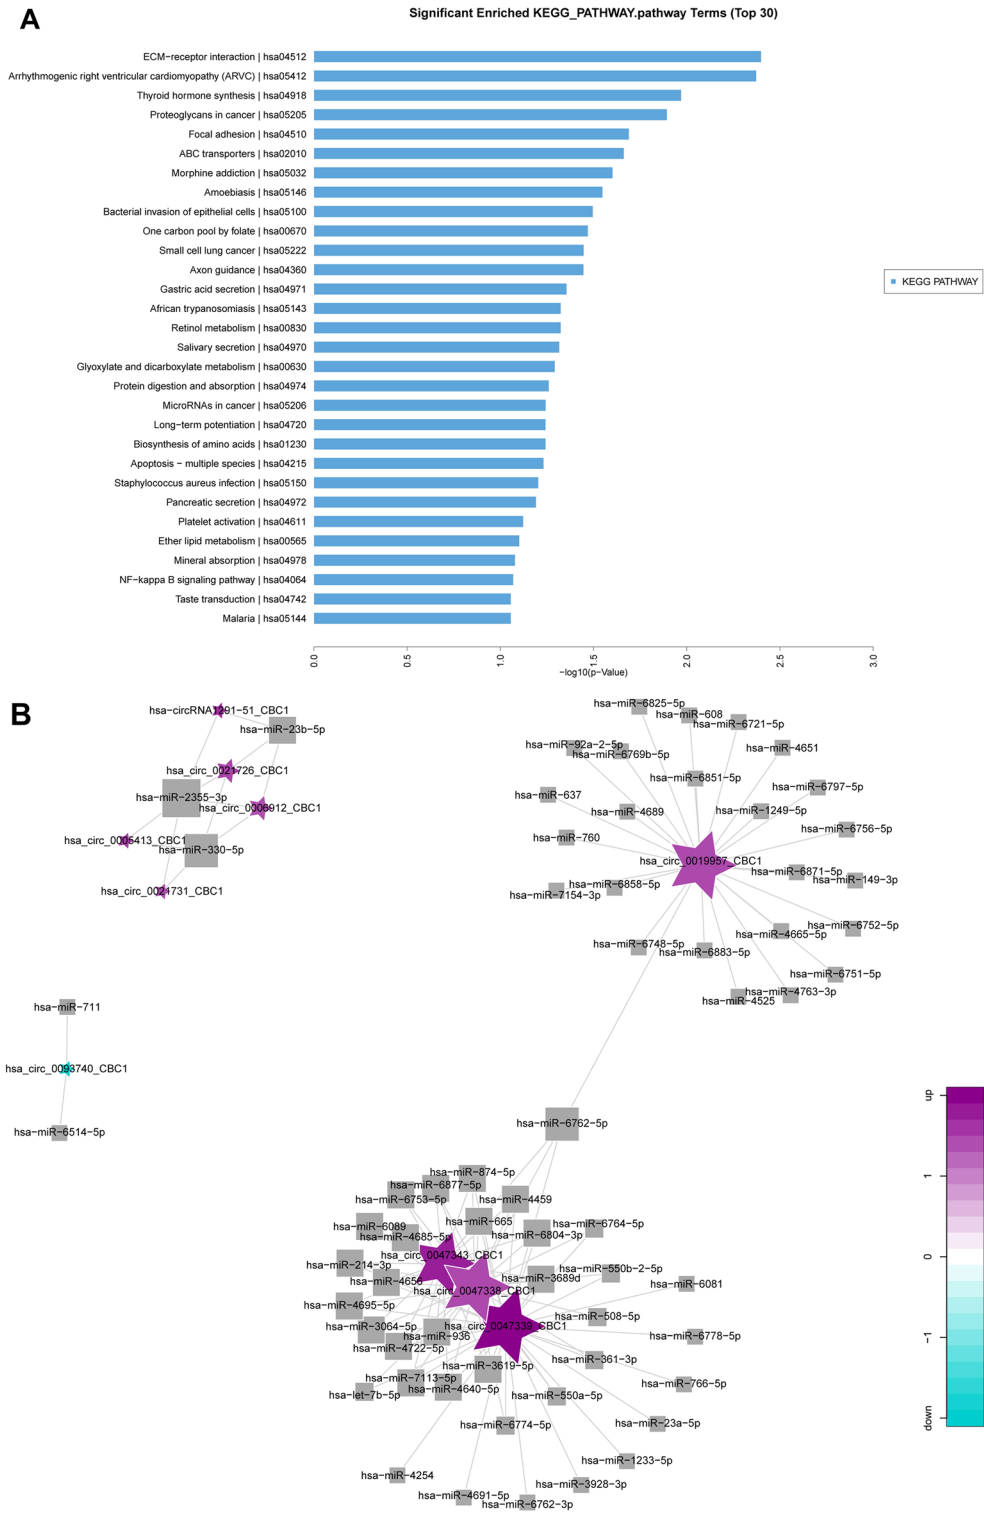 A
Significant Enriched KEGG_PATHWAY.pathway Terms (Top 30)
ECM−receptor interaction | hsa04512
Arrhythmogenic right ventricular cardiomyopathy (ARVC) | hsa05412
Thyroid hormone synthesis | hsa04918
Proteoglycans in cancer | hsa05205
Focal adhesion | hsa04510
ABC transporters | hsa02010
Morphine addiction | hsa05032
Amoebiasis | hsa05146
Bacterial invasion of epithelial cells | hsa05100
One carbon pool by folate | hsa00670
Small cell lung cancer | hsa05222
Axon guidance | hsa04360
Gastric acid secretion | hsa04971
African trypanosomiasis | hsa05143
Retinol metabolism | hsa00830
Salivary secretion | hsa04970
Glyoxylate and dicarboxylate metabolism | hsa00630
Protein digestion and absorption | hsa04974
MicroRNAs in cancer | hsa05206
Long−term potentiation | hsa04720
Biosynthesis of amino acids | hsa01230
Apoptosis − multiple species | hsa04215
Staphylococcus aureus infection | hsa05150
Pancreatic secretion | hsa04972
Platelet activation | hsa04611
Ether lipid metabolism | hsa00565
Mineral absorption | hsa04978
NF−kappa B signaling pathway | hsa04064
Taste transduction | hsa04742
Malaria | hsa05144
KEGG PATHWAY
0.0
0.5
1.0
1.5
2.0
2.5
3.0
−log10(p−Value)
B
hsa−circRNA1291−51_CBC1
hsa−miR−23b−5p
hsa_circ_0021726_CBC1
hsa−miR−2355−3p
hsa_circ_0006912_CBC1
hsa_circ_0005413_CBC1
hsa−miR−330−5p
hsa_circ_0021731_CBC1
hsa−miR−711
hsa_circ_0093740_CBC1
hsa−miR−6514−5p
hsa−miR−6825−5p
hsa−miR−608
hsa−miR−6721−5p
hsa−miR−92a−2−5p
hsa−miR−6769b−5p
hsa−miR−4651
hsa−miR−6851−5p
hsa−miR−6797−5p
hsa−miR−637
hsa−miR−4689
hsa−miR−1249−5p
hsa−miR−760
hsa−miR−6756−5p
hsa_circ_0019957_CBC1
hsa−miR−6871−5p
hsa−miR−149−3p
hsa−miR−6858−5p
hsa−miR−7154−3p
hsa−miR−6752−5p
hsa−miR−4665−5p
hsa−miR−6748−5p
hsa−miR−6883−5p
hsa−miR−6751−5p
hsa−miR−4763−3p
hsa−miR−4525
hsa−miR−6762−5p
hsa−miR−874−5p
hsa−miR−6877−5p
hsa−miR−6753−5p
hsa−miR−4459
hsa−miR−665
hsa−miR−6089
hsa−miR−4685−5p
hsa−miR−6804−3p
hsa−miR−6764−5p
hsa_circ_0047343_CBC1
hsa−miR−214−3p
hsa−miR−550b−2−5p
hsa−miR−4656
hsa−miR−3689d
hsa−miR−6081
hsa_circ_0047338_CBC1
hsa−miR−4695−5p
hsa−miR−508−5p
hsa−miR−3064−5p
hsa_circ_0047339_CBC1
hsa−miR−936
hsa−miR−6778−5p
hsa−miR−4722−5p
hsa−miR−361−3p
hsa−miR−3619−5p
hsa−miR−7113−5p
hsa−miR−766−5p
hsa−let−7b−5p
hsa−miR−4640−5p
hsa−miR−550a−5p
hsa−miR−6774−5p
hsa−miR−23a−5p
hsa−miR−1233−5p
hsa−miR−4254
hsa−miR−3928−3p
hsa−miR−4691−5p
hsa−miR−6762−3p
up
1
0
−1
down